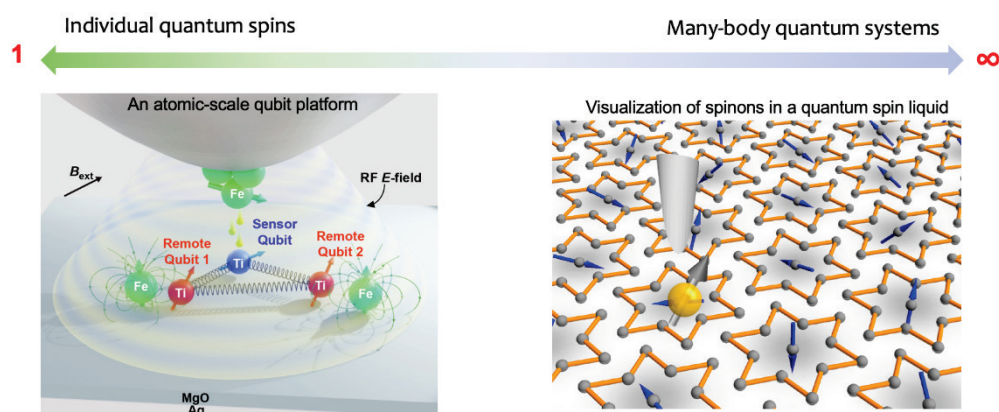 Individual quantum spins
Many-body quantum systems
1
∞
An atomic-scale qubit platform
Visualization of spinons in a quantum spin liquid
Bext
RF E-field
Fe
Sensor
Qubit
Remote
Qubit 1
Remote
Qubit 2
Ti
Fe
Ti
Ti
Fe
MgO
Ag